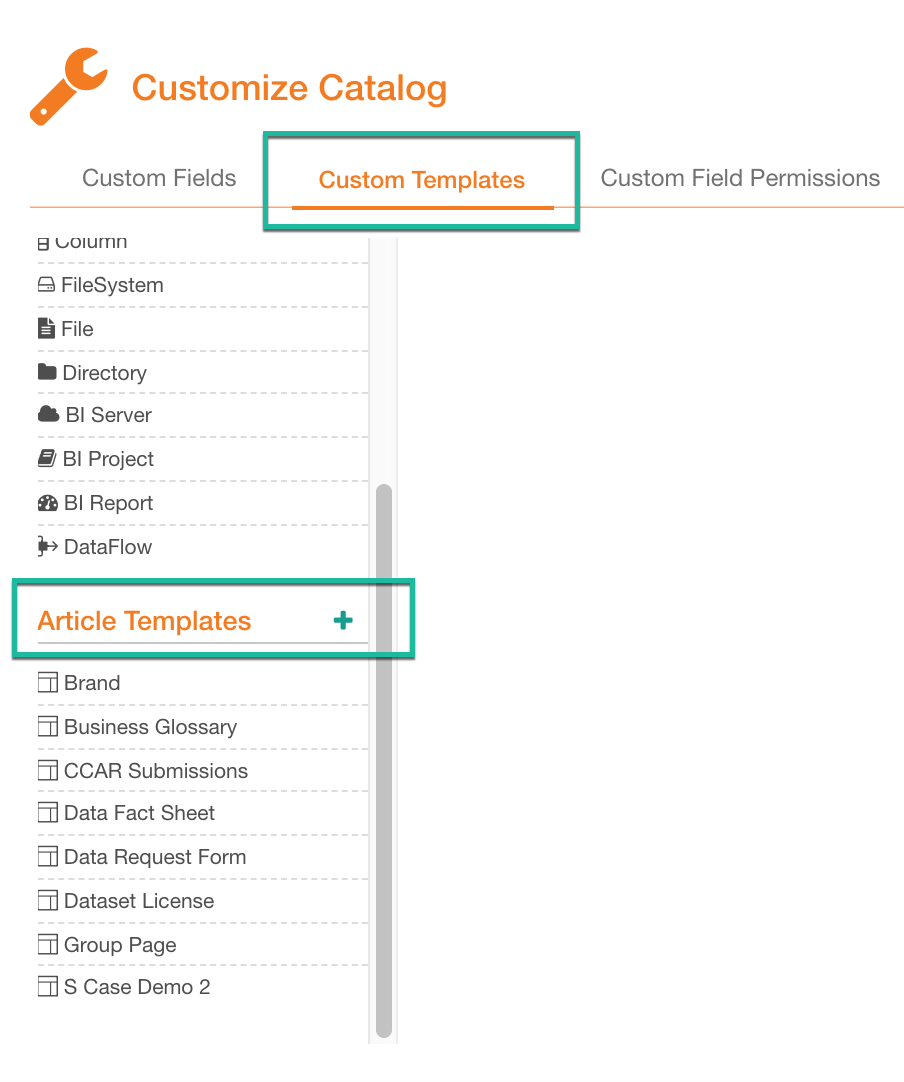 Customize Catalog
Custom Fields Custom Templates Custom Field Permissions
Column
FileSystem
File
Directory
BI Server
BI Project
BI Report
DataFlow
Article Templates +
Brand
Business Glossary
CCAR Submissions
Data Fact Sheet
Data Request Form
Dataset License
Group Page
S Case Demo 2